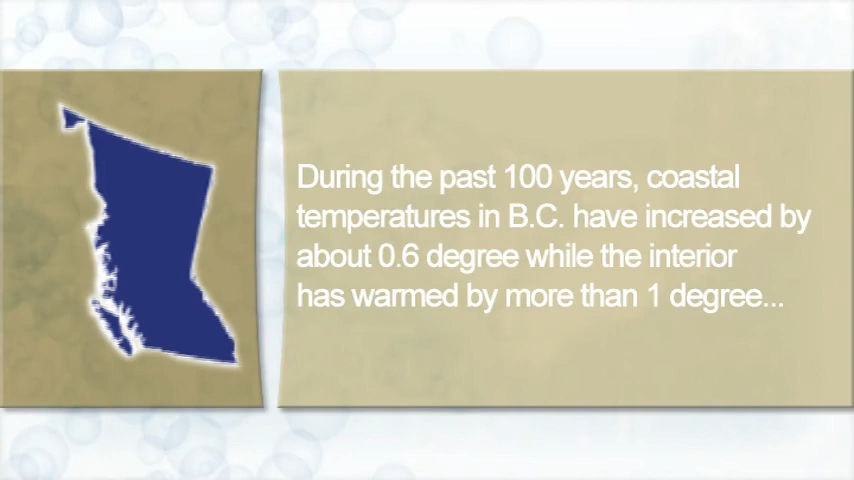 During the past 100 years, coastal
temperatures in B.C. have increased by
about 0.6 degree while the interior
has warmed by more than 1 degree...